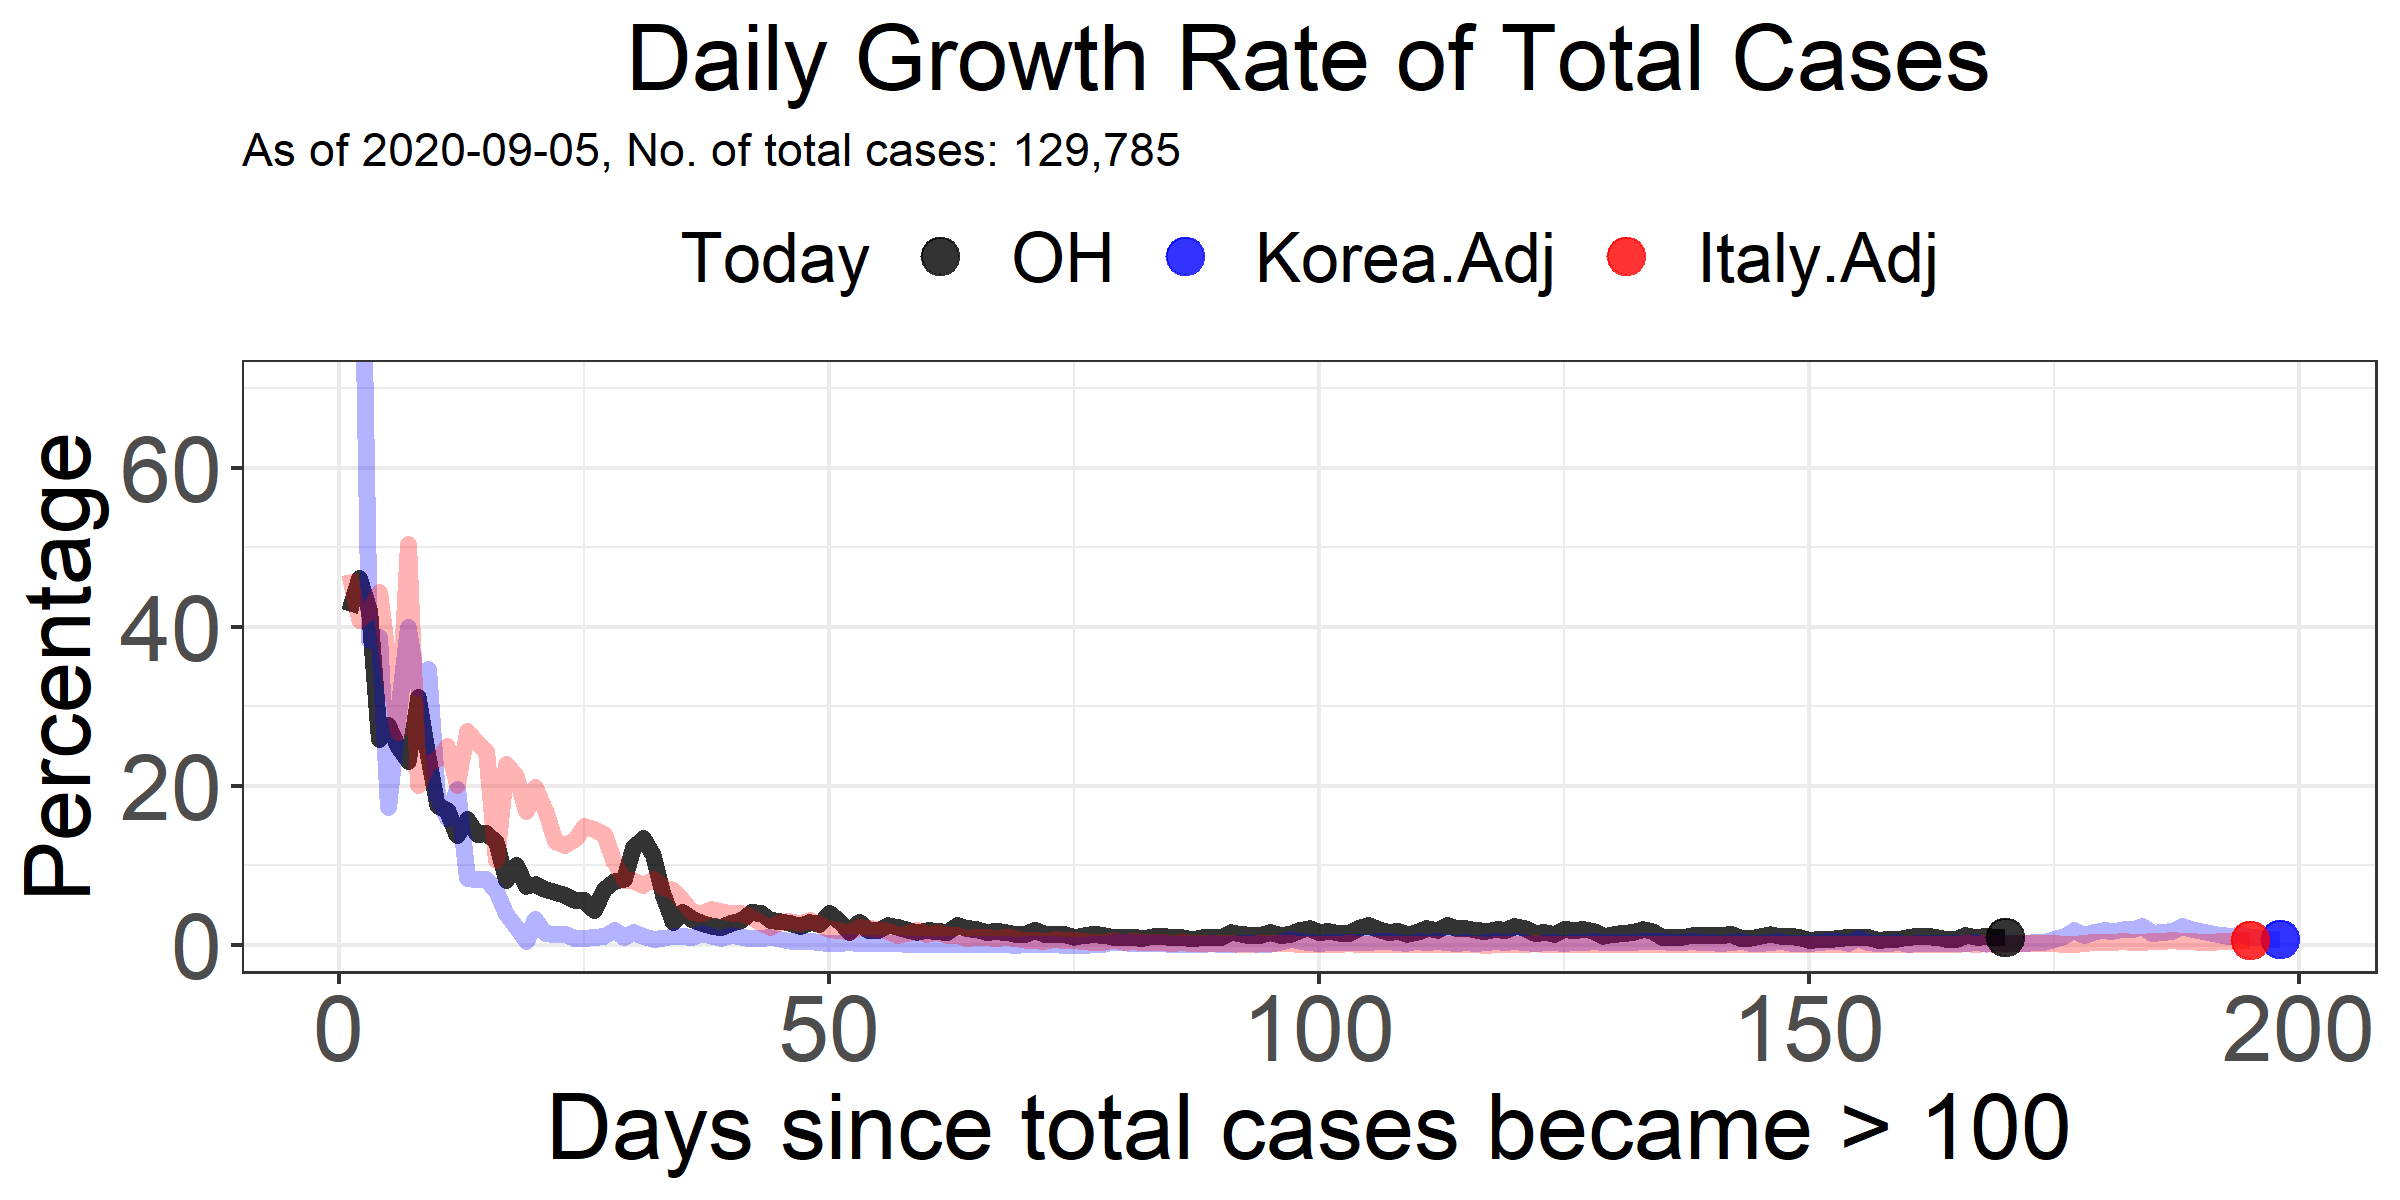 Daily Growth Rate of Total Cases
As of 2020-09-05, No. of total cases: 129,785
Today OH Korea.Adj Italy.Adj
Percentage
60
40
20
0
0 50 100 150 200
Days since total cases became > 100